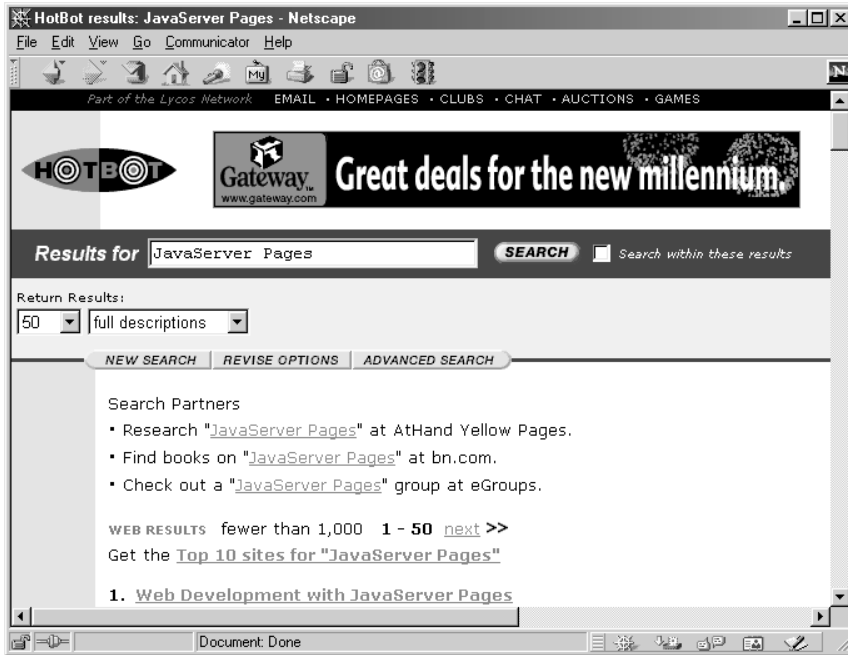 HotBot results: JavaServer Pages - Netscape
File Edit View Go Communicator Help
My
N
Part of the Lycos Network EMAIL · HOMEPAGES · CLUBS · CHAT · AUCTIONS · GAMES
HOTBOT
Gateway™
www.gateway.com
Great deals for the new millennium.
Results for JavaServer Pages SEARCH Search within these results
Return Results:
50 full descriptions
NEW SEARCH REVISE OPTIONS ADVANCED SEARCH
Search Partners
• Research "JavaServer Pages" at AtHand Yellow Pages.
• Find books on "JavaServer Pages" at bn.com.
• Check out a "JavaServer Pages" group at eGroups.
WEB RESULTS fewer than 1,000 1 - 50 next >>
Get the Top 10 sites for "JavaServer Pages"
1. Web Development with JavaServer Pages
Document: Done